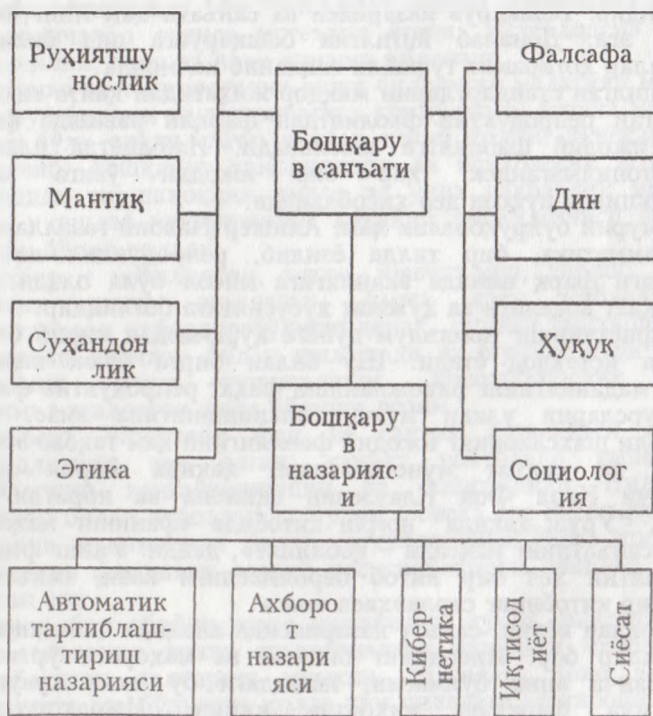 Руҳияшу
нослик
Бошқару
в санъати
Фалсафа
Мантиқ
Дин
Суҳандон
лик
Ҳуқуқ
Этика
Бошқару
в
назарияс
и
Социолог
ия
Автоматик
тартиблаш-
тириш
назарияси
Ахборо
т
назари
яси
Кибер
нетика
Иқтисод
иёт
Сиёсат